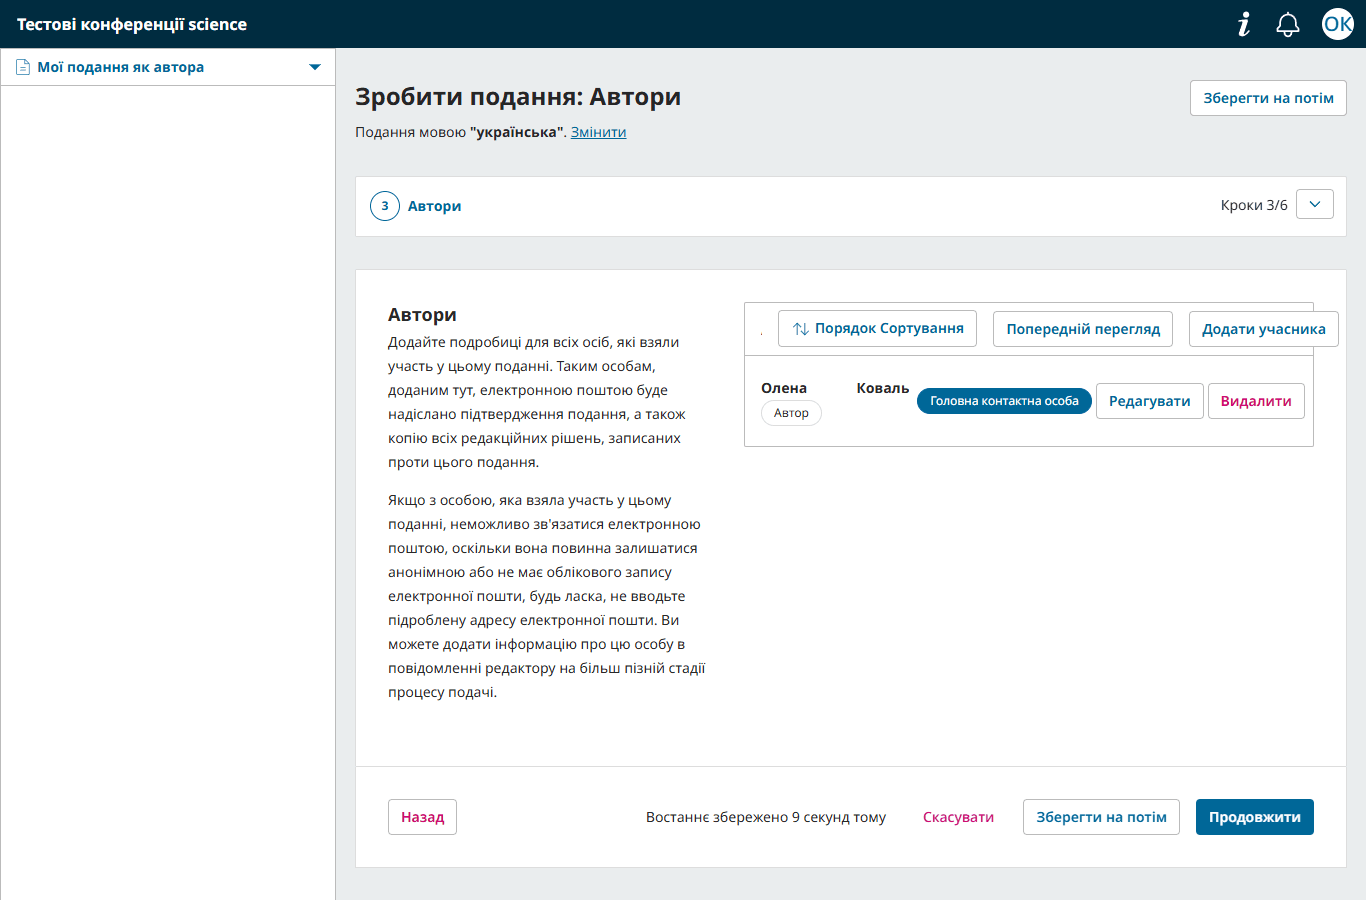 Тестові конференції science
ОК
Мої подання як автора
Зробити подання: Автори
Зберегти на потім
Подання мовою "українська". Змінити
3 Автори
Кроки 3/6
Автори
Додайте подробиці для всіх осіб, які взяли
участь у цьому поданні. Таким особам,
доданим тут, електронною поштою буде
надіслано підтвердження подання, а також
копію всіх редакційних рішень, записаних
проти цього подання.
Якщо з особою, яка взяла участь у цьому
поданні, неможливо зв'язатися електронною
поштою, оскільки вона повинна залишатися
анонімною або не має облікового запису
електронної пошти, будь ласка, не вводьте
підроблену адресу електронної пошти. Ви
можете додати інформацію про цю особу в
повідомленні редактору на більш пізній стадії
процесу подачі.
. Порядок Сортування Попередній перегляд Додати учасника
Олена Коваль
Автор
Головна контактна особа Редагувати Видалити
Назад
Востаннє збережено 9 секунд тому Скасувати Зберегти на потім Продовжити